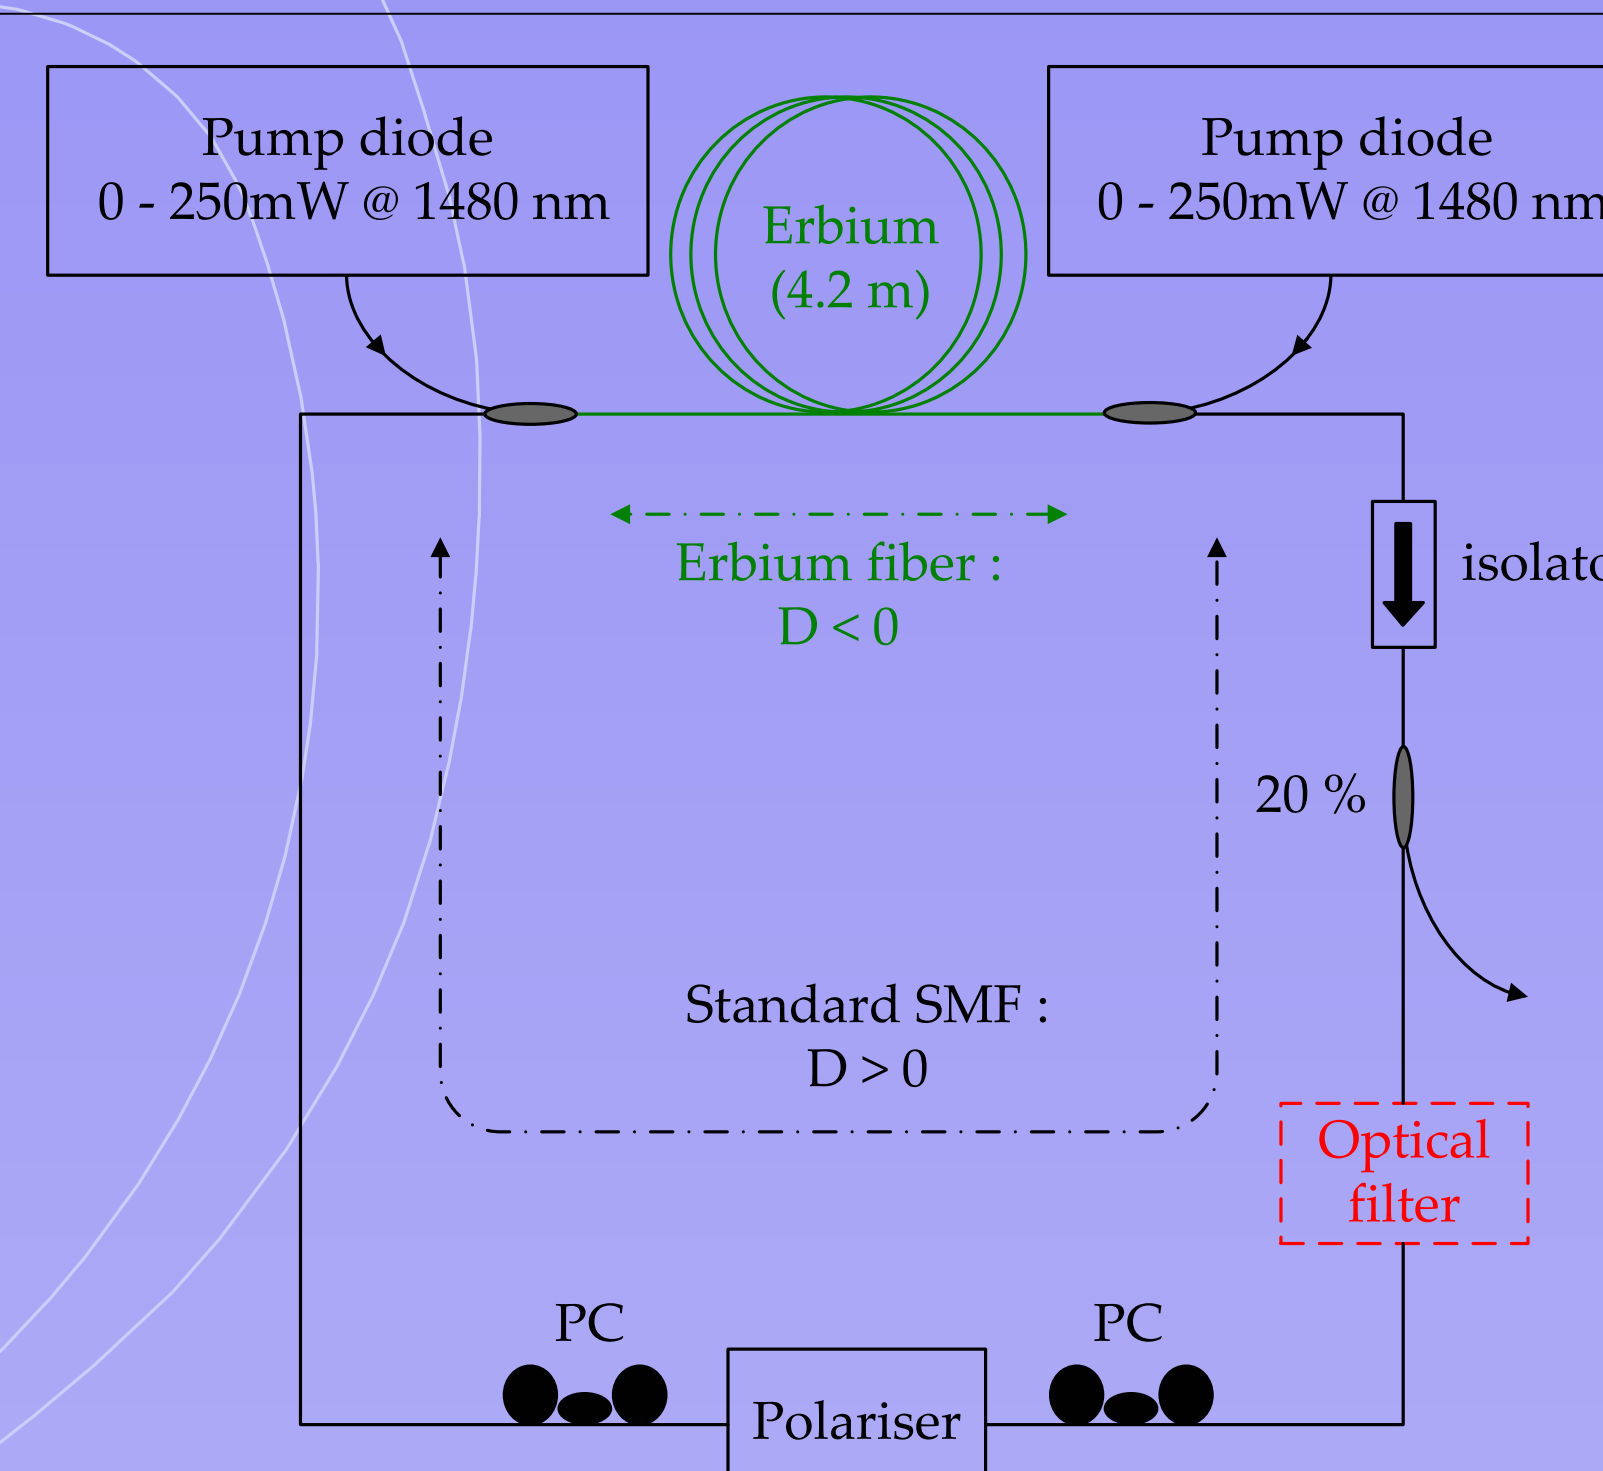 Pump diode
0 - 250mW @ 1480 nm
Erbium
(4.2 m)
Pump diode
0 - 250mW @ 1480 nm
Erbium fiber :
D < 0
isolato
20 %
Standard SMF :
D > 0
Optical
filter
PC
PC
Polariser